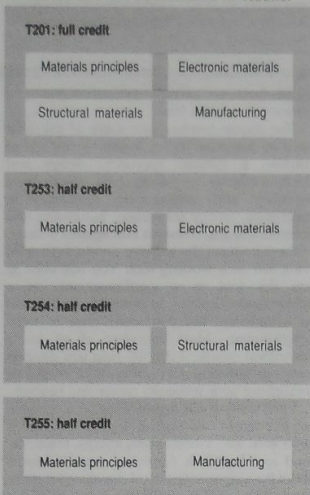 T201: full credit
Materials principles Electronic materials
Structural materials Manufacturing
T253: half credit
Materials principles Electronic materials
T254: half credit
Materials principles Structural materials
T255: half credit
Materials principles Manufacturing